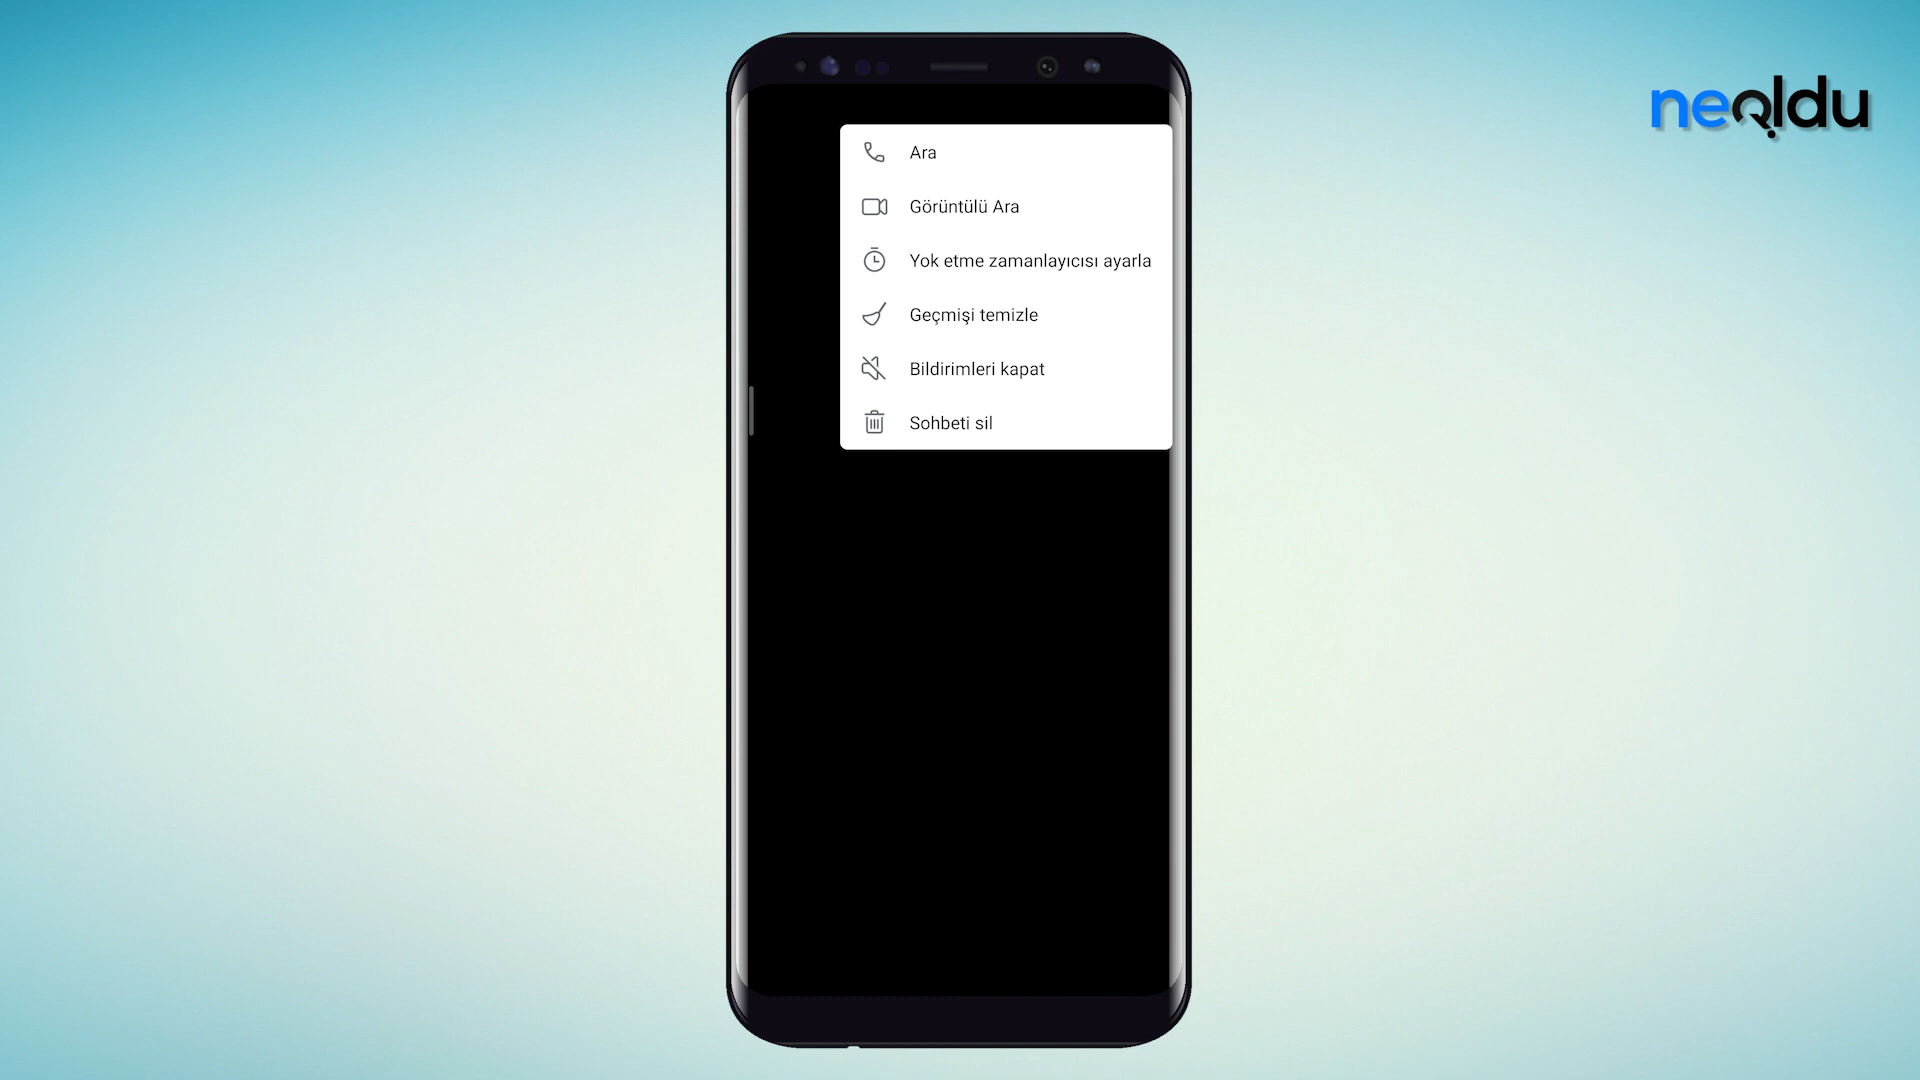 neoldu
Ara
Görüntülü Ara
Yok etme zamanlayıcısı ayarla
Geçmişi temizle
Bildirimleri kapat
Sohbeti sil